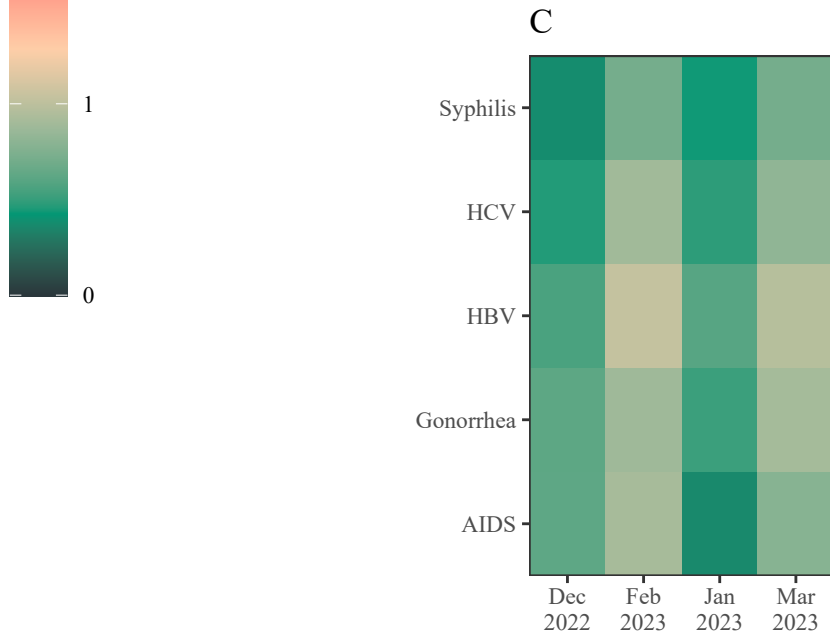 C
1
0
Syphilis
HCV
HBV
Gonorrhea
AIDS
Dec Feb Jan Mar
2022 2023 2023 2023